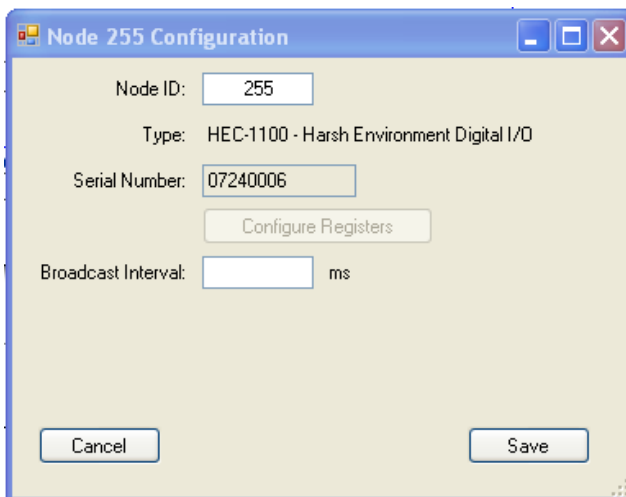 Node 255 Configuration
Node ID: 255
Type: HEC-1100 - Harsh Environment Digital I/O
Serial Number: 07240006
Configure Registers
Broadcast Interval: ms
Cancel Save